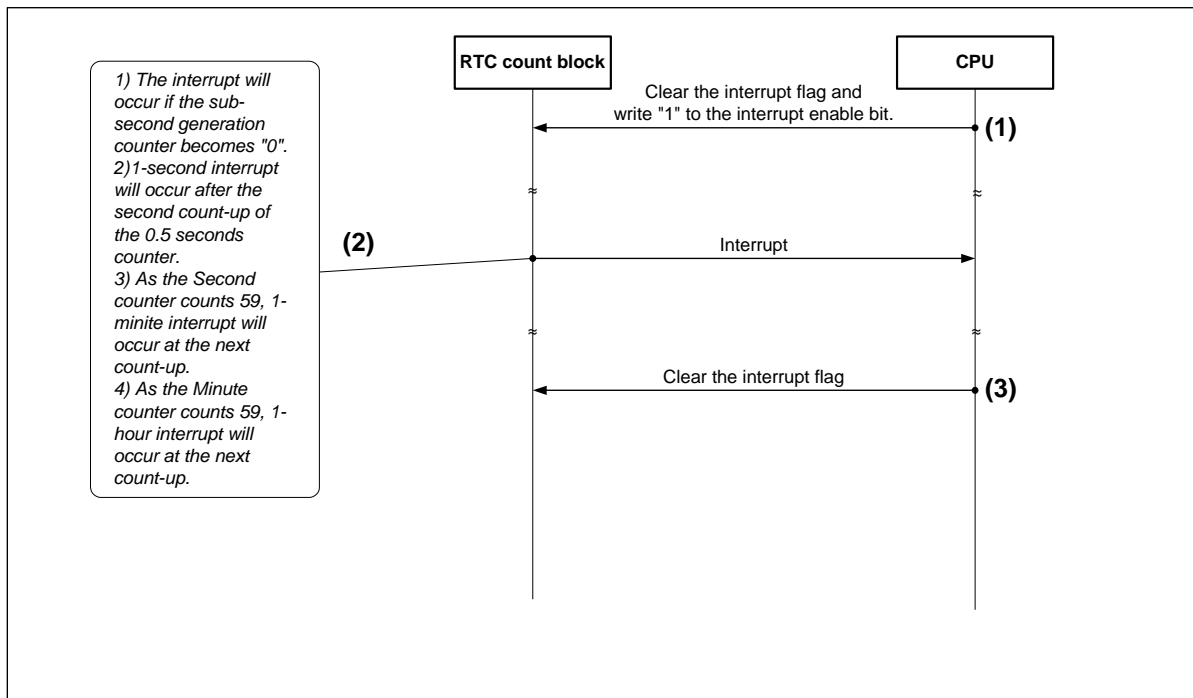 RTC count block
CPU
1) The interrupt will
occur if the sub-
second generation
counter becomes "0".
2)1-second interrupt
will occur after the
second count-up of
the 0.5 seconds
counter.
3) As the Second
counter counts 59, 1-
minite interrupt will
occur at the next
count-up.
4) As the Minute
counter counts 59, 1-
hour interrupt will
occur at the next
count-up.
Clear the interrupt flag and
write "1" to the interrupt enable bit.
(1)
(2)
Interrupt
Clear the interrupt flag
(3)